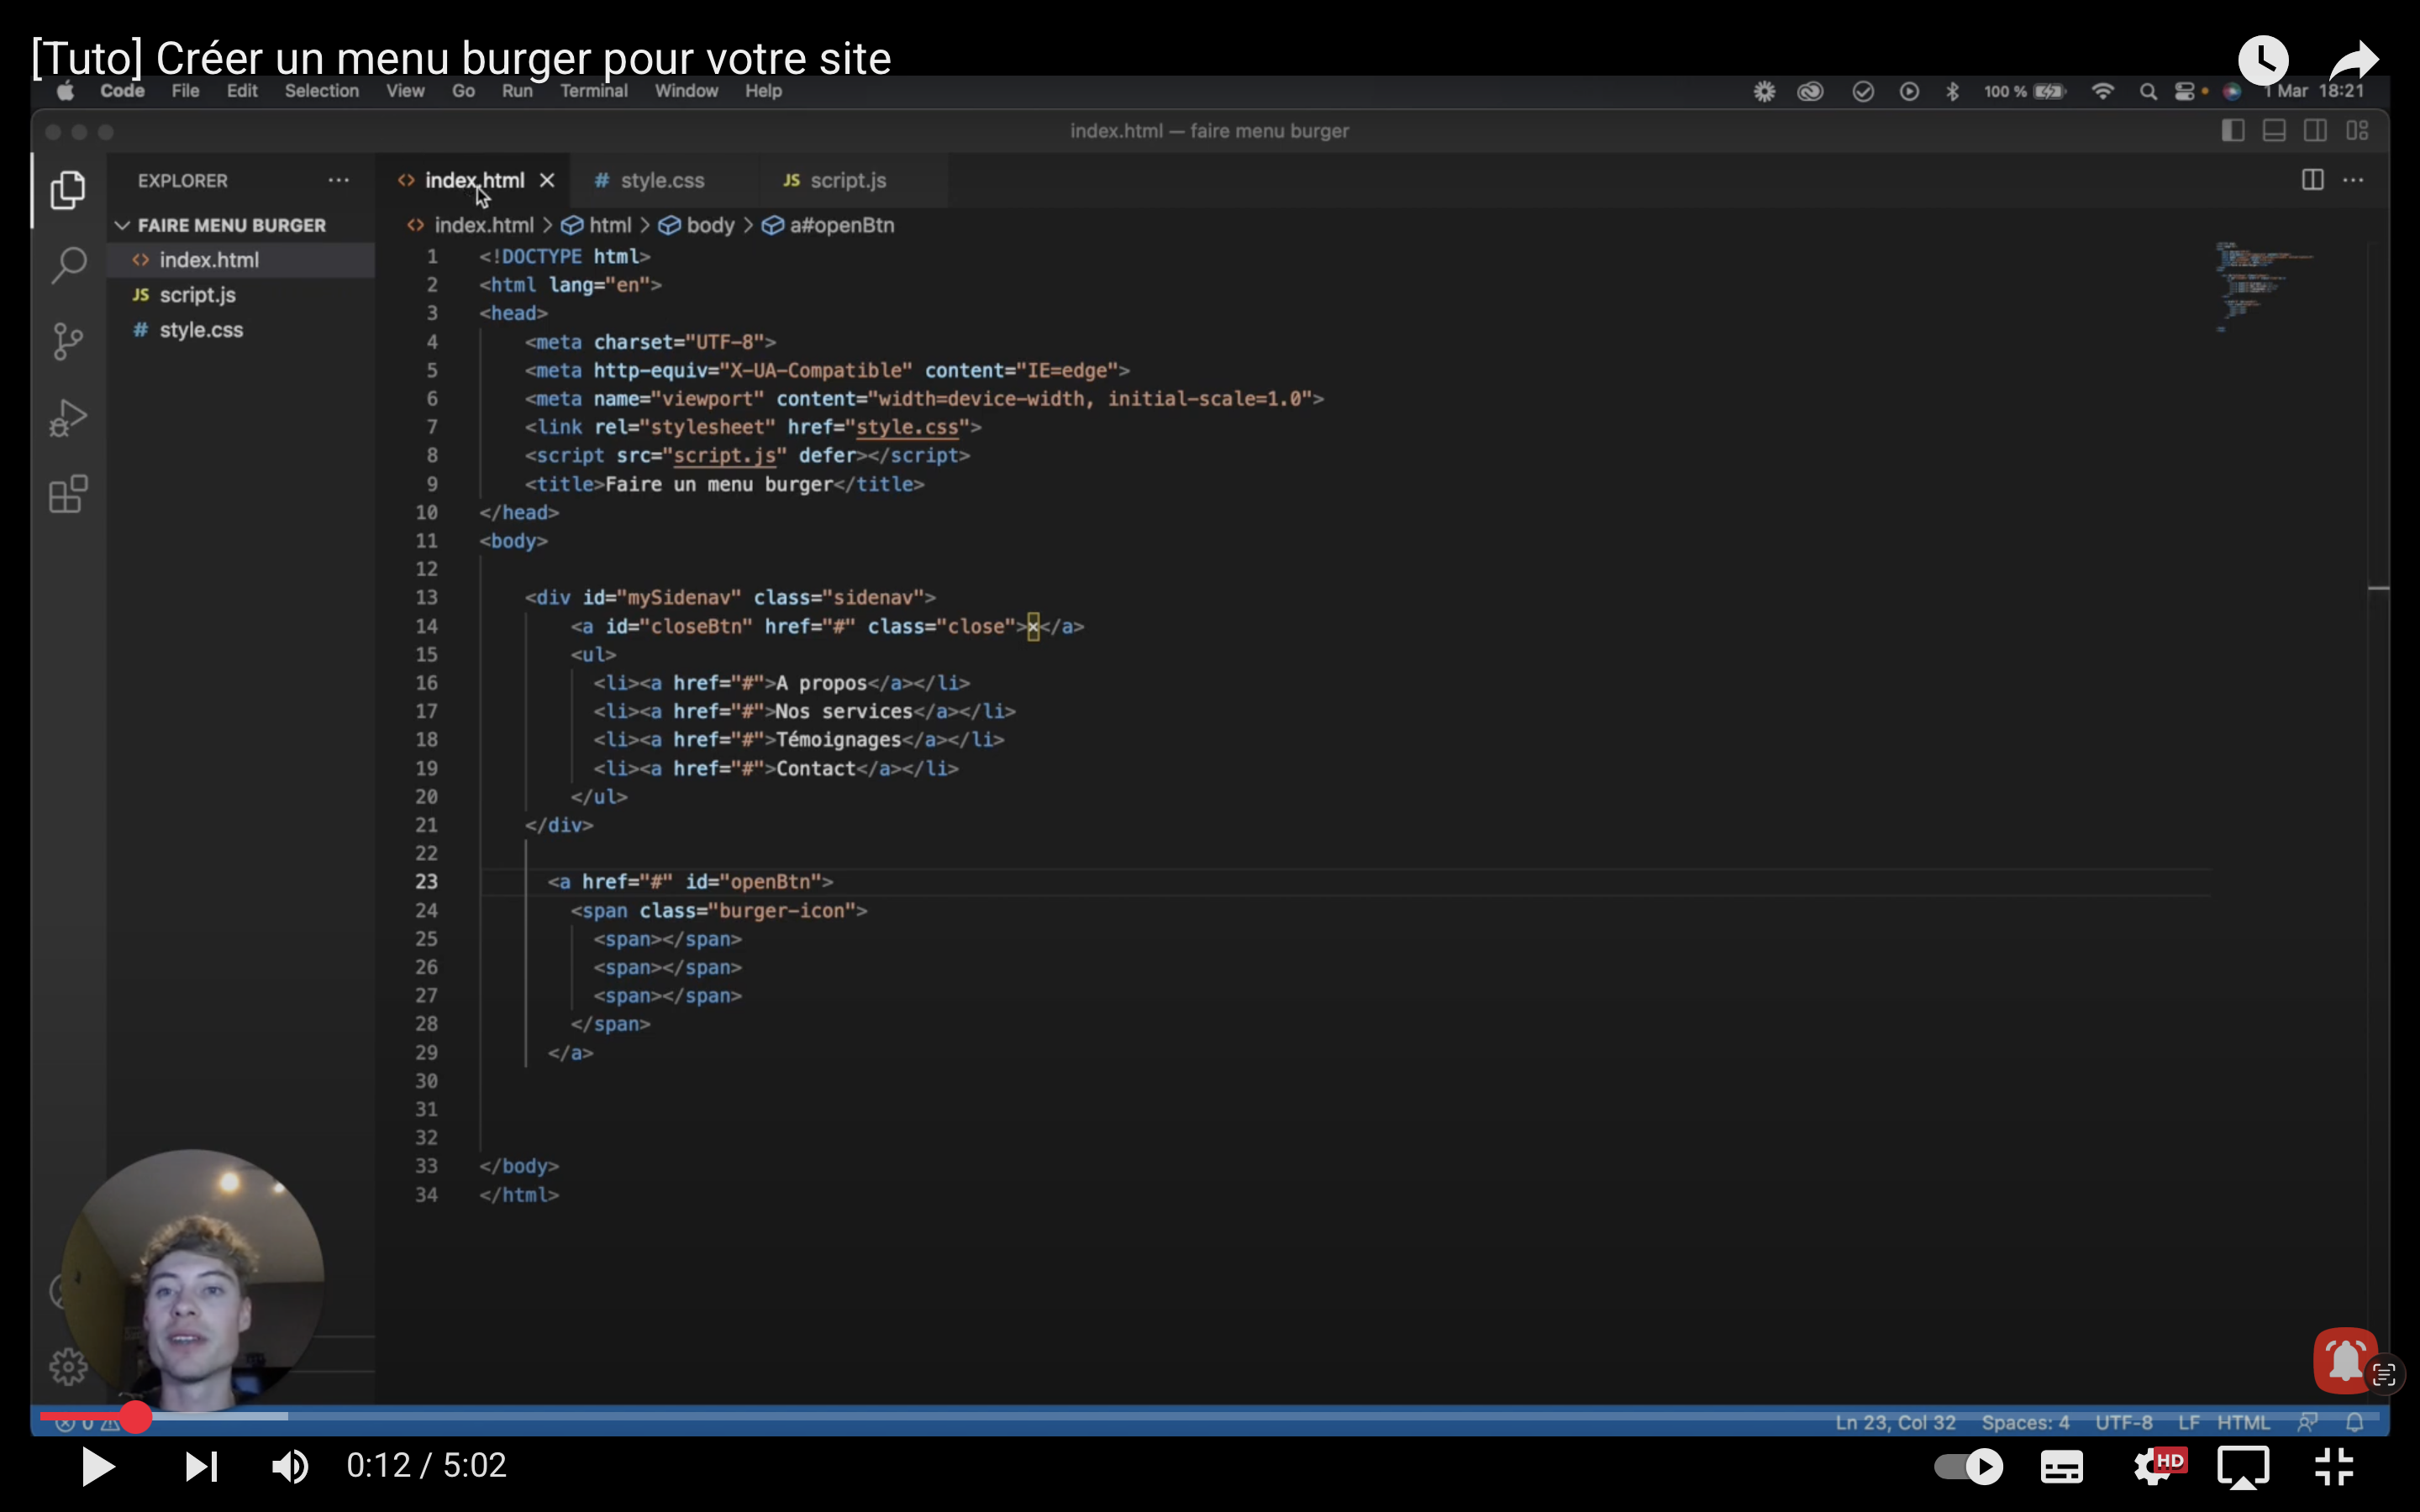 [Tuto] Créer un menu burger pour votre site
Code File Edit Selection View Go Run Terminal Window Help 100 % 1 Mar 18:21
index.html — faire menu burger
EXPLORER
index.html
# style.css
JS script.js
FAIRE MENU BURGER
index.html > html > body > a#openBtn
index.html
JS script.js
# style.css
1 <!DOCTYPE html>
2 <html lang="en">
3 <head>
4 <meta charset="UTF-8">
5 <meta http-equiv="X-UA-Compatible" content="IE=edge">
6 <meta name="viewport" content="width=device-width, initial-scale=1.0">
7 <link rel="stylesheet" href="style.css">
8 <script src="script.js" defer></script>
9 <title>Faire un menu burger</title>
10 </head>
11 <body>
12
13 <div id="mySidenav" class="sidenav">
14 <a id="closeBtn" href="#" class="close">×</a>
15 <ul>
16 <li><a href="#">A propos</a></li>
17 <li><a href="#">Nos services</a></li>
18 <li><a href="#">Témoignages</a></li>
19 <li><a href="#">Contact</a></li>
20 </ul>
21 </div>
22
23 <a href="#" id="openBtn">
24 <span class="burger-icon">
25 <span></span>
26 <span></span>
27 <span></span>
28 </span>
29 </a>
30
31
32
33 </body>
34 </html>
0
Ln 23, Col 32 Spaces: 4 UTF-8 LF HTML
0:12 / 5:02
HD